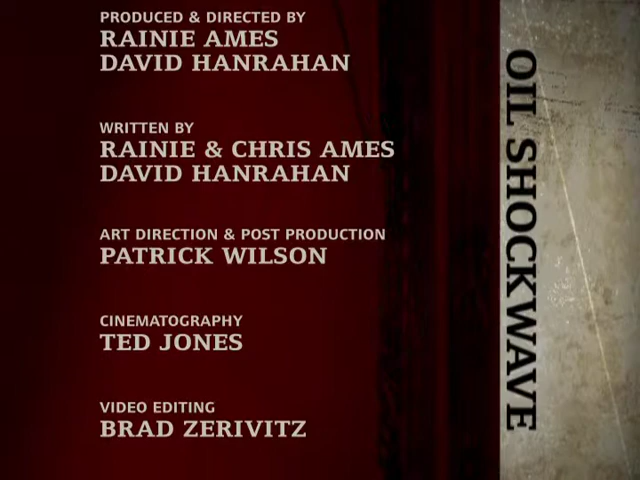 PRODUCED & DIRECTED BY
RAINIE AMES
DAVID HANRAHAN
WRITTEN BY
RAINIE & CHRIS AMES
DAVID HANRAHAN
ART DIRECTION & POST PRODUCTION
PATRICK WILSON
CINEMATOGRAPHY
TED JONES
VIDEO EDITING
BRAD ZERIVITZ
OIL SHOCKWAVE